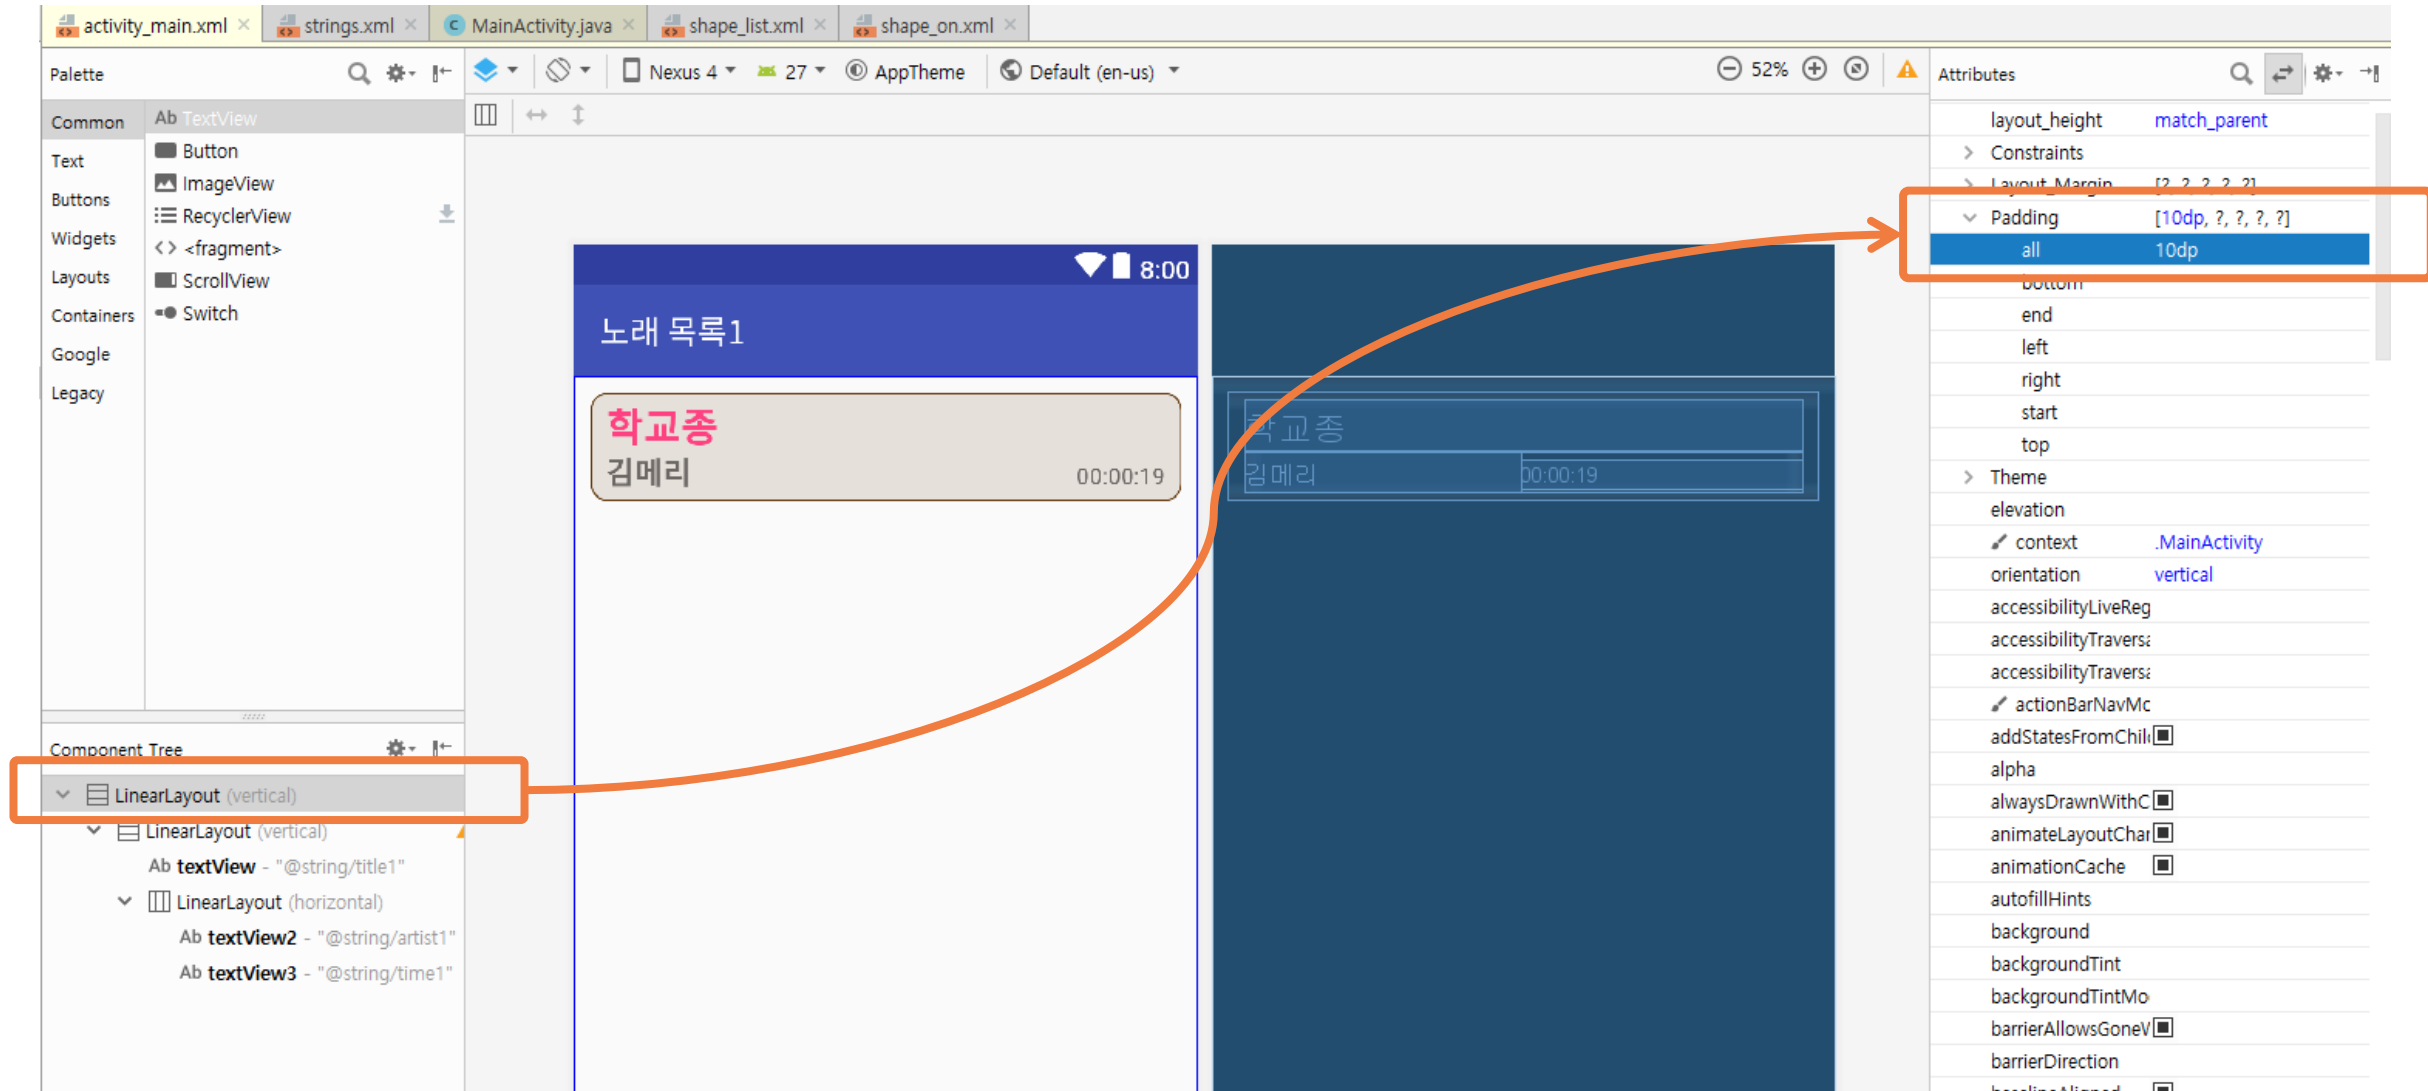 activity_main.xml
strings.xml
MainActivity.java
shape_list.xml
shape_on.xml
Palette
Nexus 4
27
AppTheme
Default (en-us)
52%
Attributes
Common
Text
Buttons
Widgets
Layouts
Containers
Google
Legacy
Ab TextView
Button
ImageView
RecyclerView
<fragment>
ScrollView
Switch
8:00
노래 목록1
학교종
김메리
00:00:19
학교종
김메리
00:00:19
Component Tree
LinearLayout (vertical)
LinearLayout (vertical)
Ab textView - "@string/title1"
LinearLayout (horizontal)
Ab textView2 - "@string/artist1"
Ab textView3 - "@string/time1"
layout_height match_parent
Constraints
Layout_Margin [?, ?, ?, ?, ?]
Padding [10dp, ?, ?, ?, ?]
all 10dp
bottom
end
left
right
start
top
Theme
elevation
context .MainActivity
orientation vertical
accessibilityLiveReg
accessibilityTravers
accessibilityTravers
actionBarNavMc
addStatesFromChil
alpha
alwaysDrawnWithC
animateLayoutChar
animationCache
autofillHints
background
backgroundTint
backgroundTintMo
barrierAllowsGoneV
barrierDirection